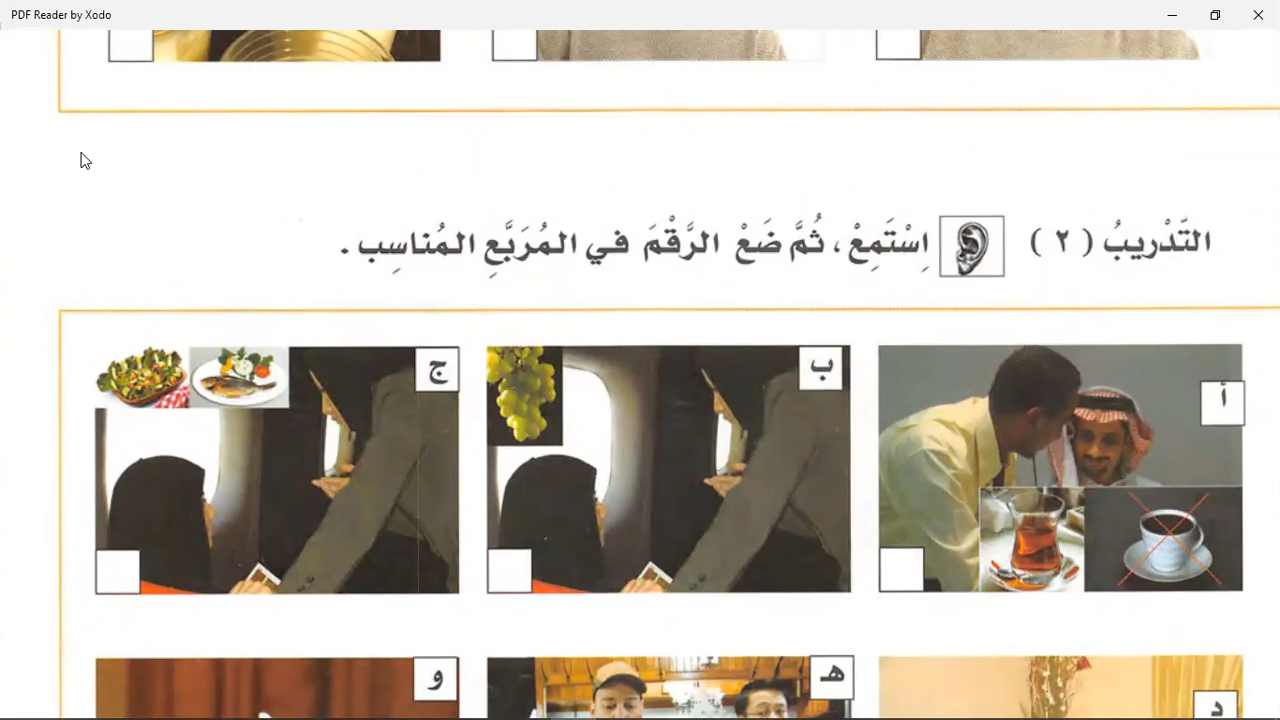 PDF Reader by Xodo
التّدْريبُ ( ٢ ) اِسْتَمِعْ ، ثُمَّ ضَعْ الرَّقْمَ في المُرَبَّعِ المُناسِب .
أ
ب
ج
د
هـ
و